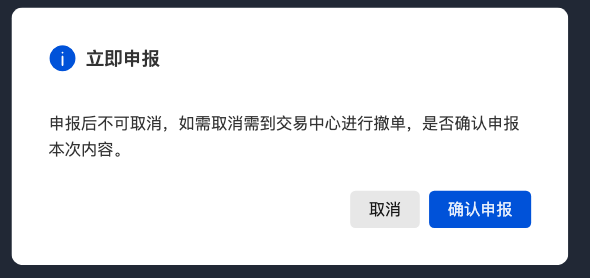 立即申报
申报后不可取消，如需取消需到交易中心进行撤单，是否确认申报
本次内容。
取消
确认申报